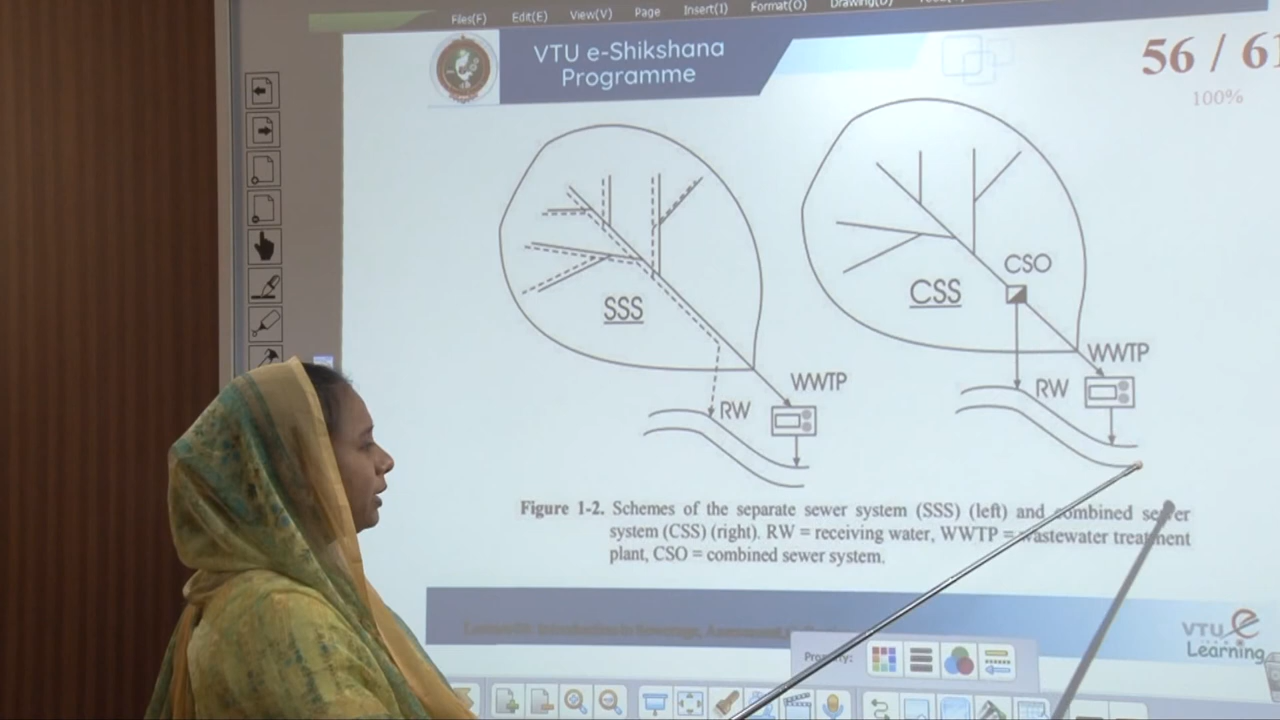 Files(F) Edit(E) View(V) Page Insert(I) Format(O) Drawing(D)
VTU e-Shikshana
Programme
56 / 61
100%
SSS
WWTP
RW
CSS
CSO
WWTP
RW
Figure 1-2. Schemes of the separate sewer system (SSS) (left) and combined sewer
system (CSS) (right). RW = receiving water, WWTP = wastewater treatment
plant, CSO = combined sewer system.
VTU e
Learning
Property: